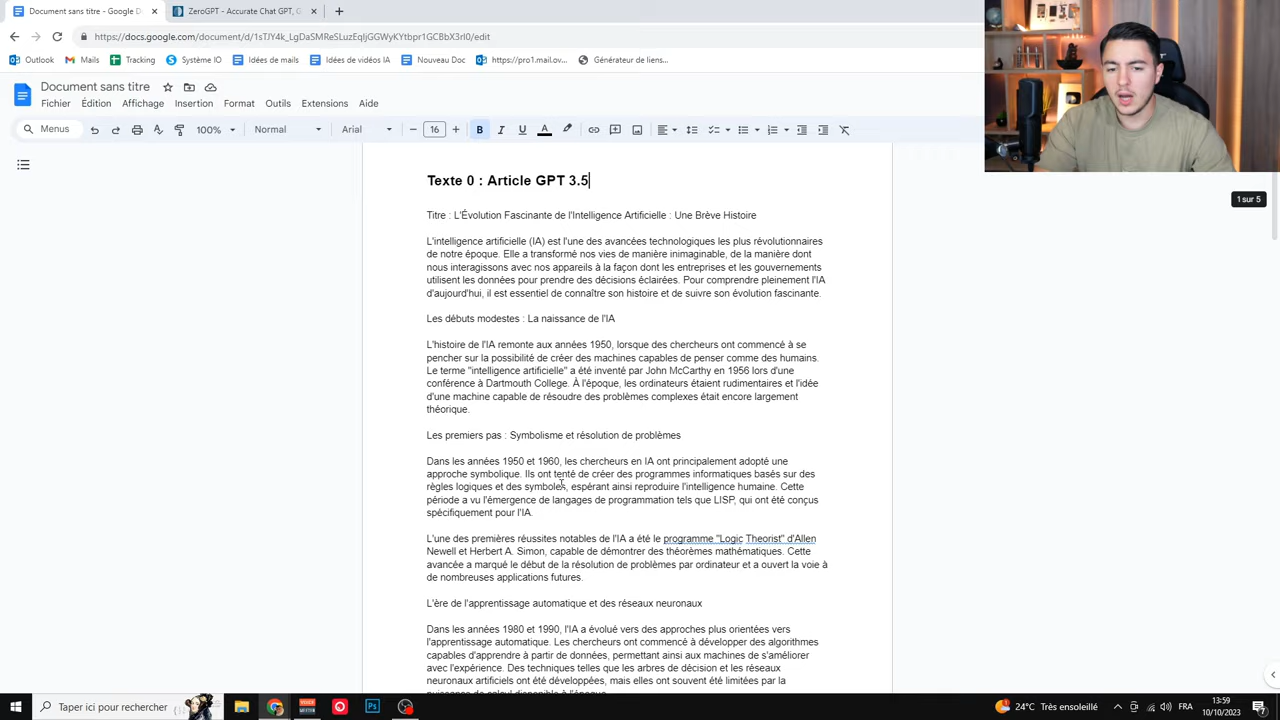 Document sans titre - Google D
ZeroGPT - Accurate Chat GPT, G
https://docs.google.com/document/d/
/edit
Outlook
Mails
Tracking
Système IO
Idées de mails
Idées de vidéos IA
Nouveau Doc
https://pro1.mail.ov...
Générateur de liens...
Document sans titre
Fichier Édition Affichage Insertion Format Outils Extensions Aide
Menus 100% Normal Arial 16 B I U A
1 sur 5
Texte 0 : Article GPT 3.5
Titre : L'Évolution Fascinante de l'Intelligence Artificielle : Une Brève Histoire
L'intelligence artificielle (IA) est l'une des avancées technologiques les plus révolutionnaires
de notre époque. Elle a transformé nos vies de manière inimaginable, de la manière dont
nous interagissons avec nos appareils à la façon dont les entreprises et les gouvernements
utilisent les données pour prendre des décisions éclairées. Pour comprendre pleinement l'IA
d'aujourd'hui, il est essentiel de connaître son histoire et de suivre son évolution fascinante.
Les débuts modestes : La naissance de l'IA
L'histoire de l'IA remonte aux années 1950, lorsque des chercheurs ont commencé à se
pencher sur la possibilité de créer des machines capables de penser comme des humains.
Le terme "intelligence artificielle" a été inventé par John McCarthy en 1956 lors d'une
conférence à Dartmouth College. À l'époque, les ordinateurs étaient rudimentaires et l'idée
d'une machine capable de résoudre des problèmes complexes était encore largement
théorique.
Les premiers pas : Symbolisme et résolution de problèmes
Dans les années 1950 et 1960, les chercheurs en IA ont principalement adopté une
approche symbolique. Ils ont tenté de créer des programmes informatiques basés sur des
règles logiques et des symboles, espérant ainsi reproduire l'intelligence humaine. Cette
période a vu l'émergence de langages de programmation tels que LISP, qui ont été conçus
spécifiquement pour l'IA.
L'une des premières réussites notables de l'IA a été le programme "Logic Theorist" d'Allen
Newell et Herbert A. Simon, capable de démontrer des théorèmes mathématiques. Cette
avancée a marqué le début de la résolution de problèmes par ordinateur et a ouvert la voie à
de nombreuses applications futures.
L'ère de l'apprentissage automatique et des réseaux neuronaux
Dans les années 1980 et 1990, l'IA a évolué vers des approches plus orientées vers
l'apprentissage automatique. Les chercheurs ont commencé à développer des algorithmes
capables d'apprendre à partir de données, permettant ainsi aux machines de s'améliorer
avec l'expérience. Des techniques telles que les arbres de décision et les réseaux
neuronaux artificiels ont été développées, mais elles ont souvent été limitées par la
puissance de calcul disponible à l'époque.
Taper ici pour rechercher
24°C Très ensoleillé
FRA
13:59
10/10/2023